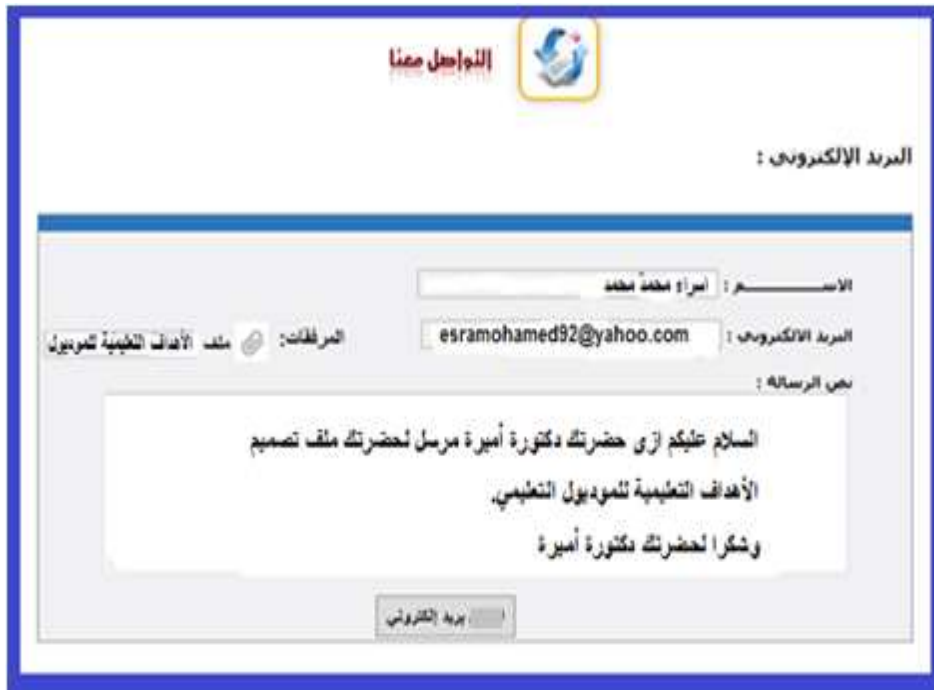 التواصل معنا
البريد الإلكتروني :
الاســـــــــم : اسراء محمد محمد
البريد الالكتروني : esramohamed92@yahoo.com المرفقات: ملف الأهداف التعليمية للموديول
نص الرسالة :
السلام عليكم ازى حضرتك دكتورة أميرة مرسل لحضرتك ملف تصميم
الأهداف التعليمية للموديول التعليمي.
وشكرا لحضرتك دكتورة أميرة
بريد إلكتروني